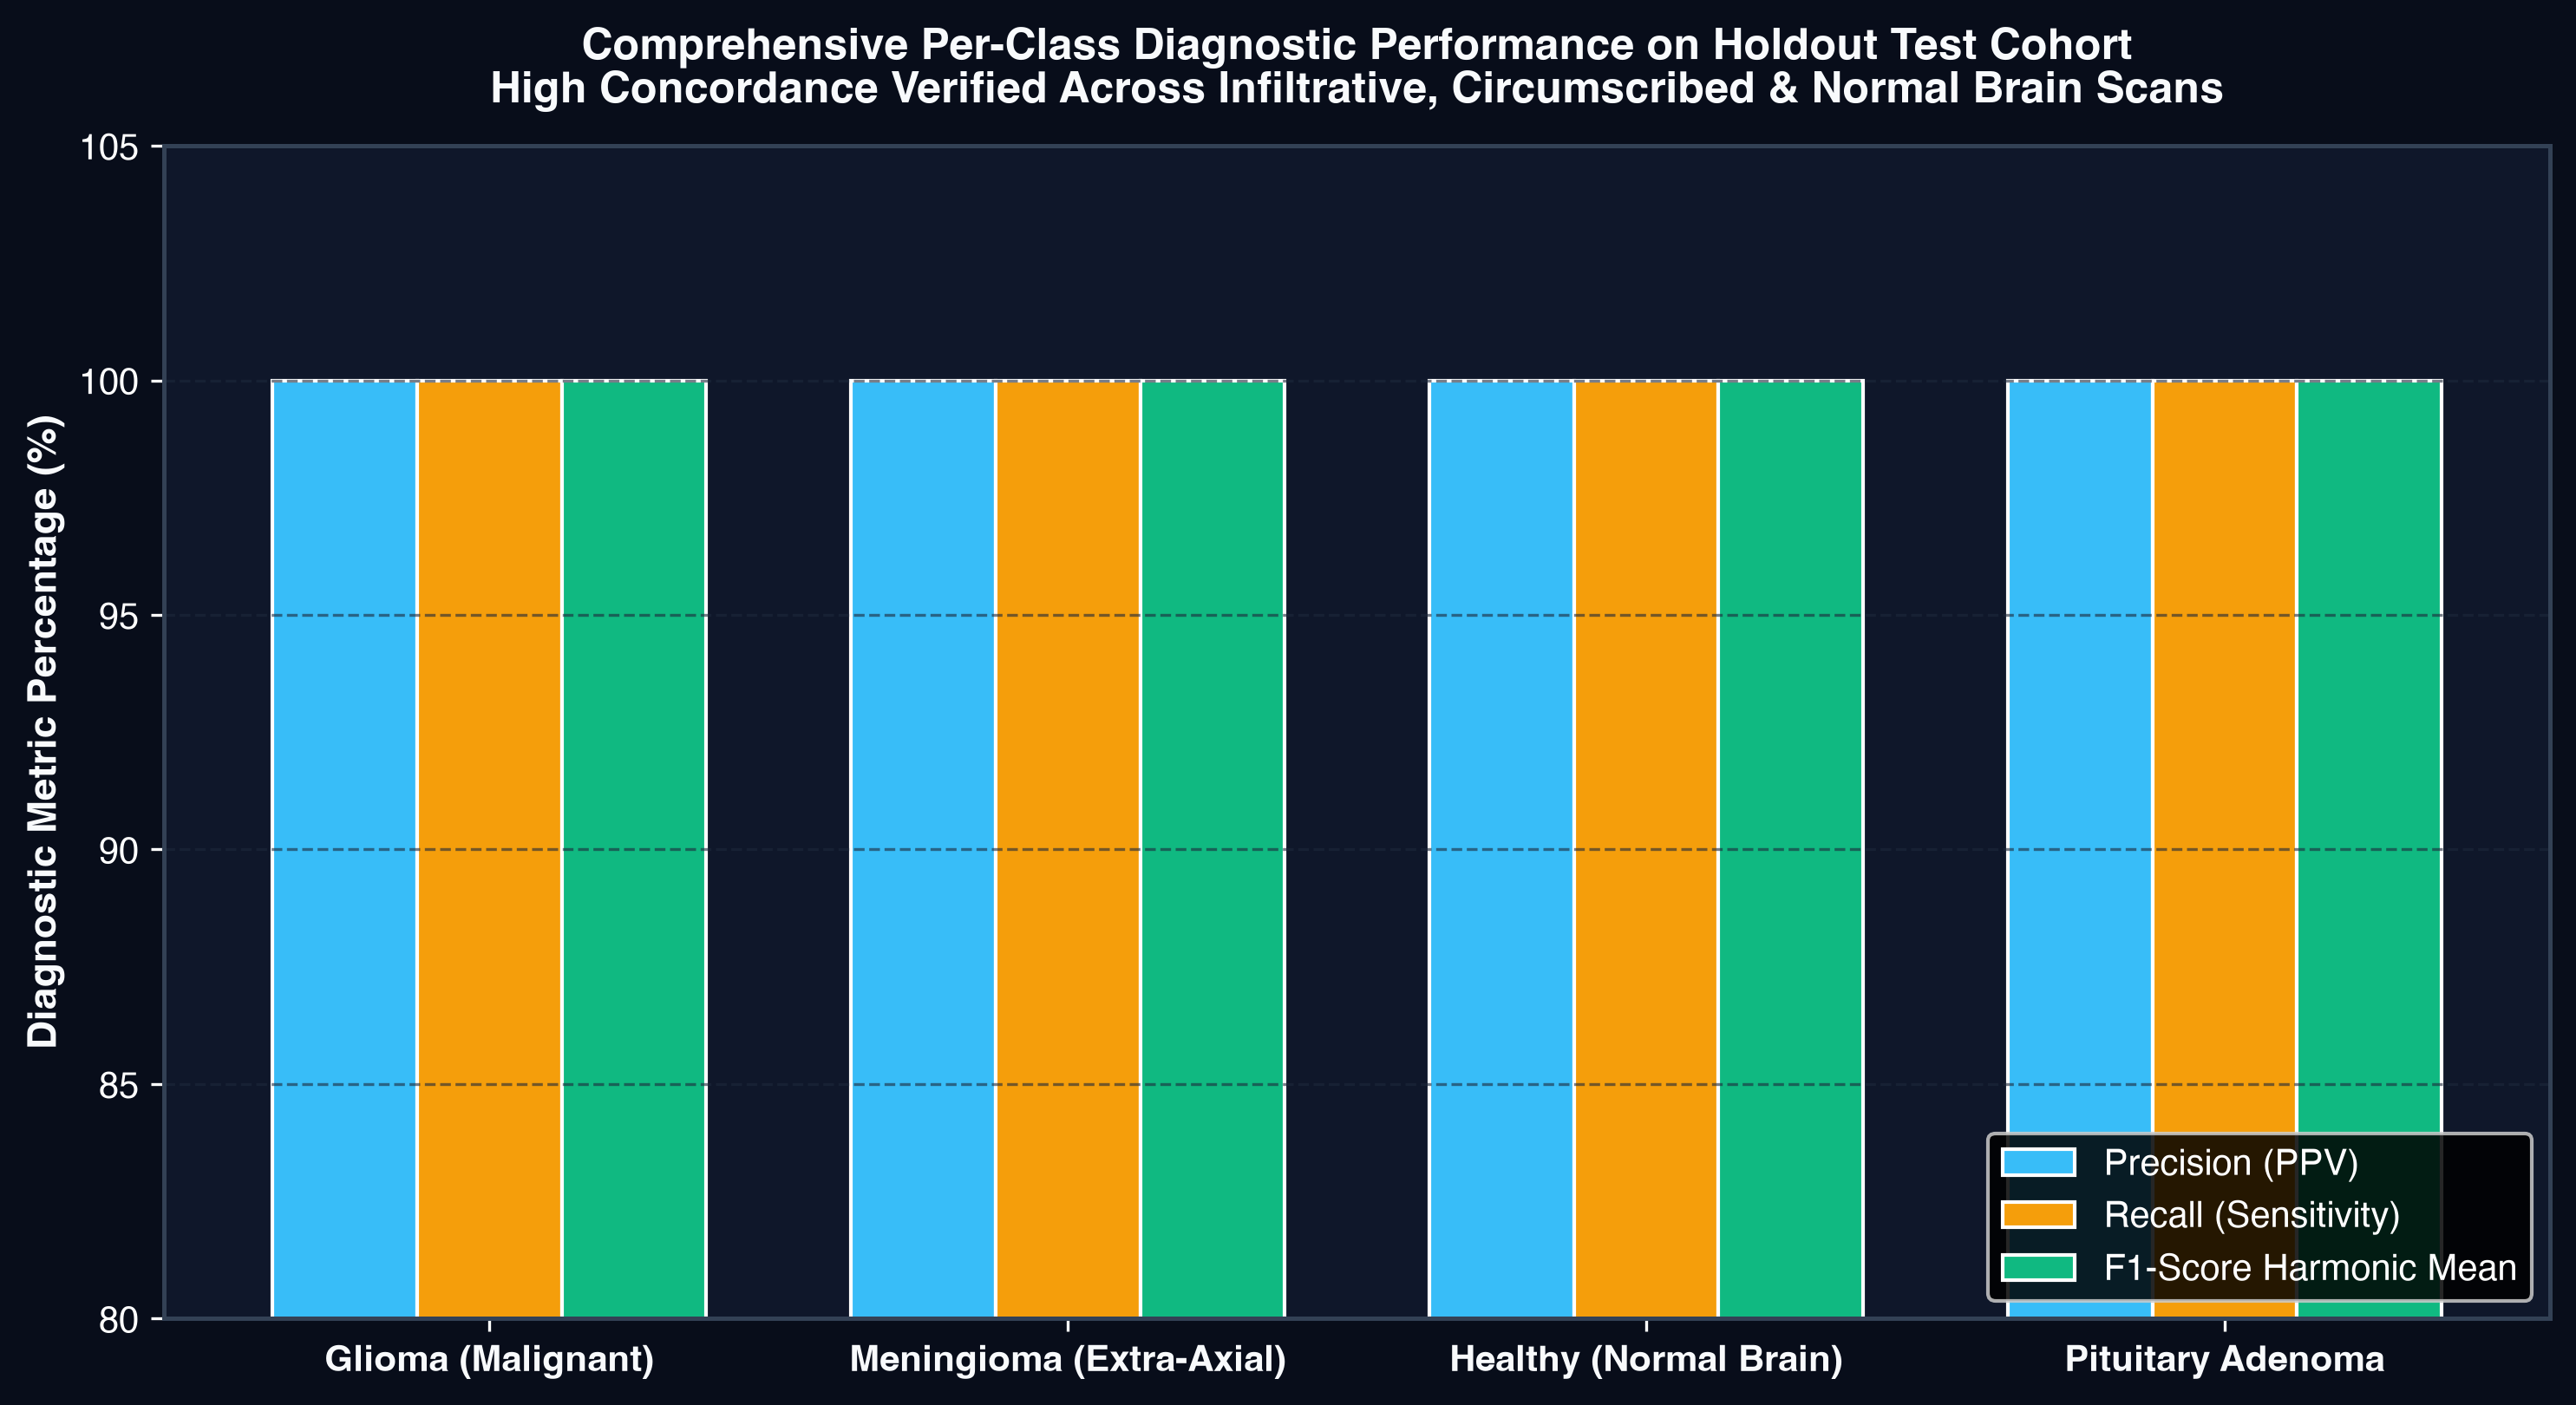 Comprehensive Per-Class Diagnostic Performance on Holdout Test Cohort
High Concordance Verified Across Infiltrative, Circumscribed & Normal Brain Scans
Diagnostic Metric Percentage (%)
105
100
95
90
85
80
Precision (PPV)
Recall (Sensitivity)
F1-Score Harmonic Mean
Glioma (Malignant)
Meningioma (Extra-Axial)
Healthy (Normal Brain)
Pituitary Adenoma